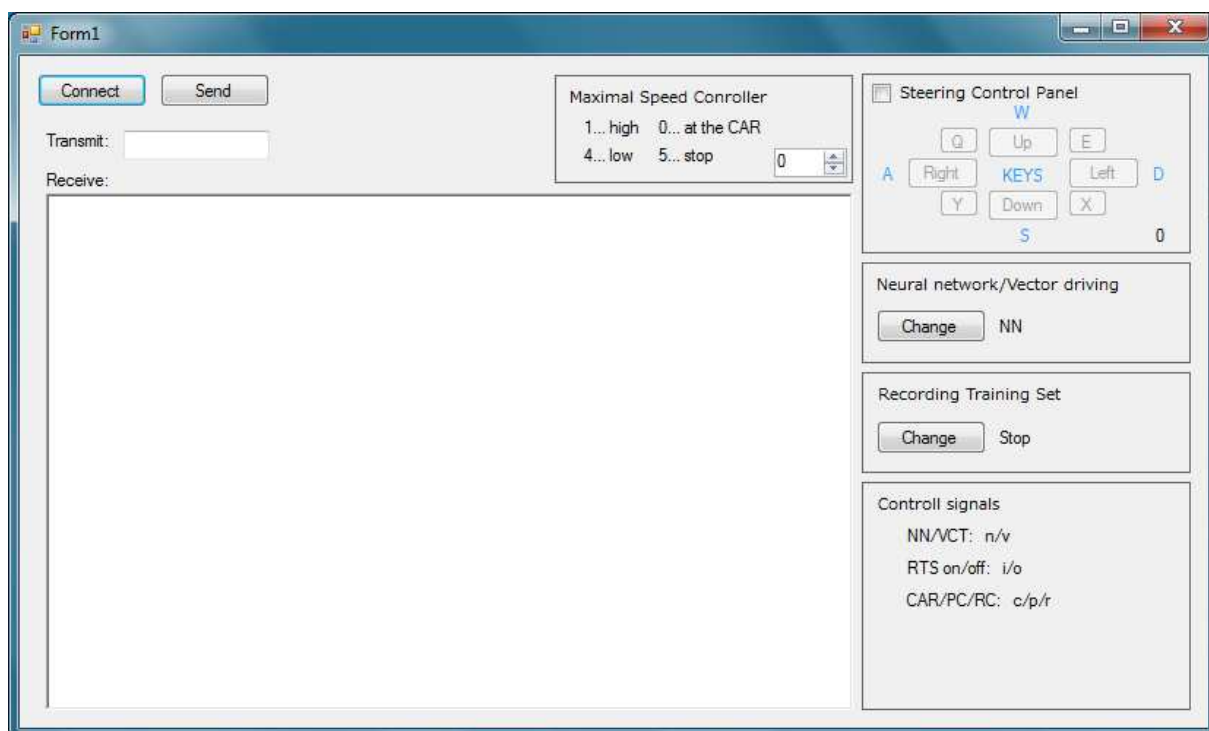 Form1
Connect Send
Transmit:
Receive:
Maximal Speed Conroller
1... high 0... at the CAR
4... low 5... stop 0
Steering Control Panel
W
Q Up E
A Right KEYS Left D
Y Down X
S 0
Neural network/Vector driving
Change NN
Recording Training Set
Change Stop
Controll signals
NN/VCT: n/v
RTS on/off: i/o
CAR/PC/RC: c/p/r